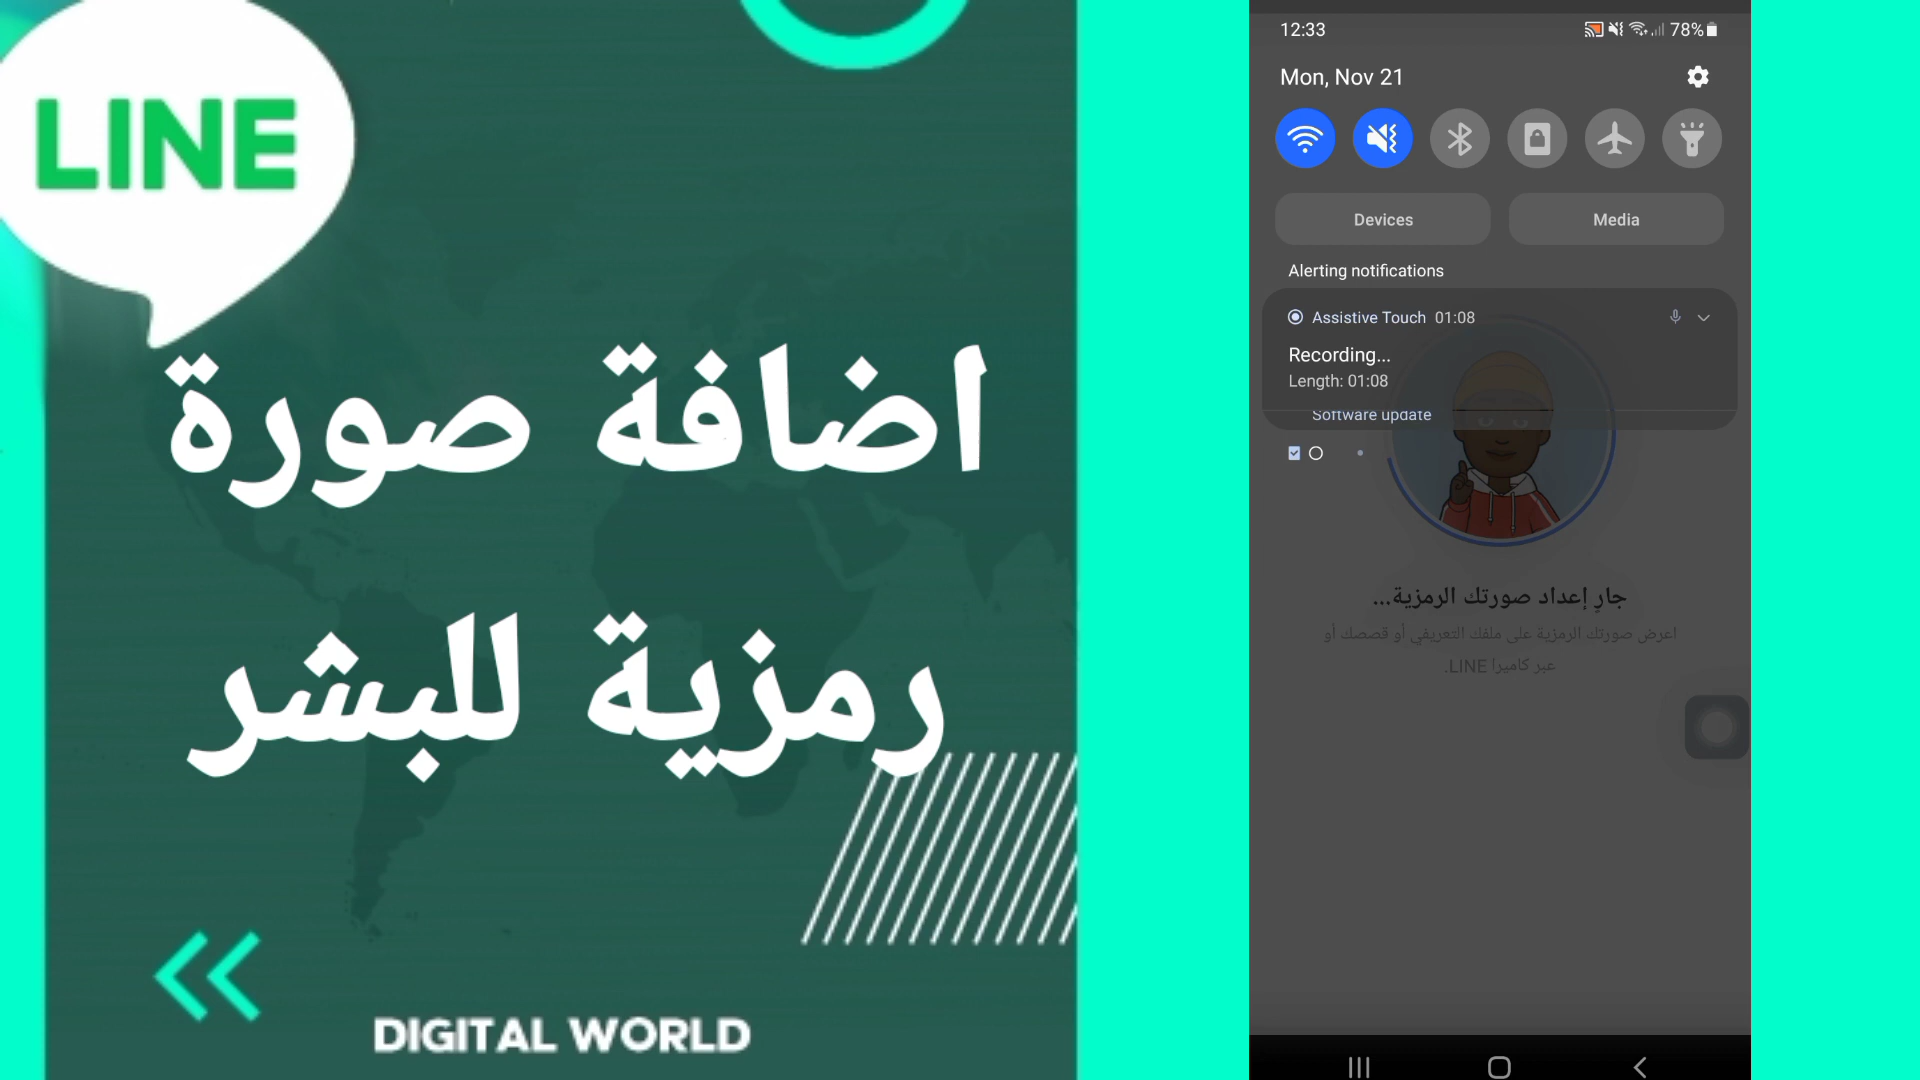 LINE
اضافة صورة
رمزية للبشر
DIGITAL WORLD
12:33
78%
Mon, Nov 21
Devices
Media
Alerting notifications
Assistive Touch 01:08
Recording...
Length: 01:08
Software update
جارٍ إعداد صورتك الرمزية...
اعرض صورتك الرمزية على ملفك التعريفي أو قصصك أو
عبر كاميرا LINE.